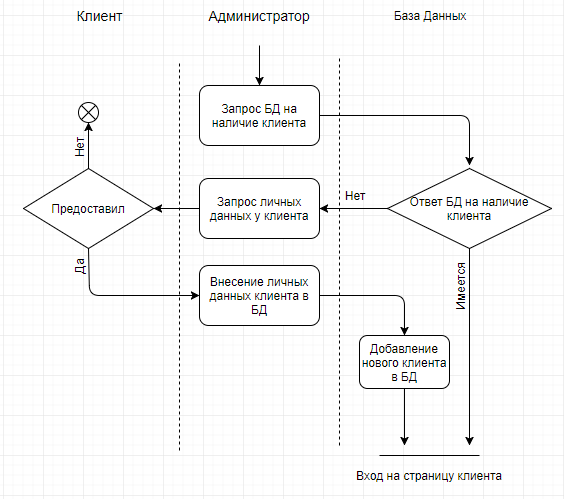 Клиент
Администратор
База Данных
Запрос БД на
наличие клиента
Нет
Предоставил
Запрос личных
данных у клиента
Нет
Ответ БД на наличие
клиента
Да
Внесение личных
данных клиента в
БД
Имеется
Добавление
нового клиента
в БД
Вход на страницу клиента